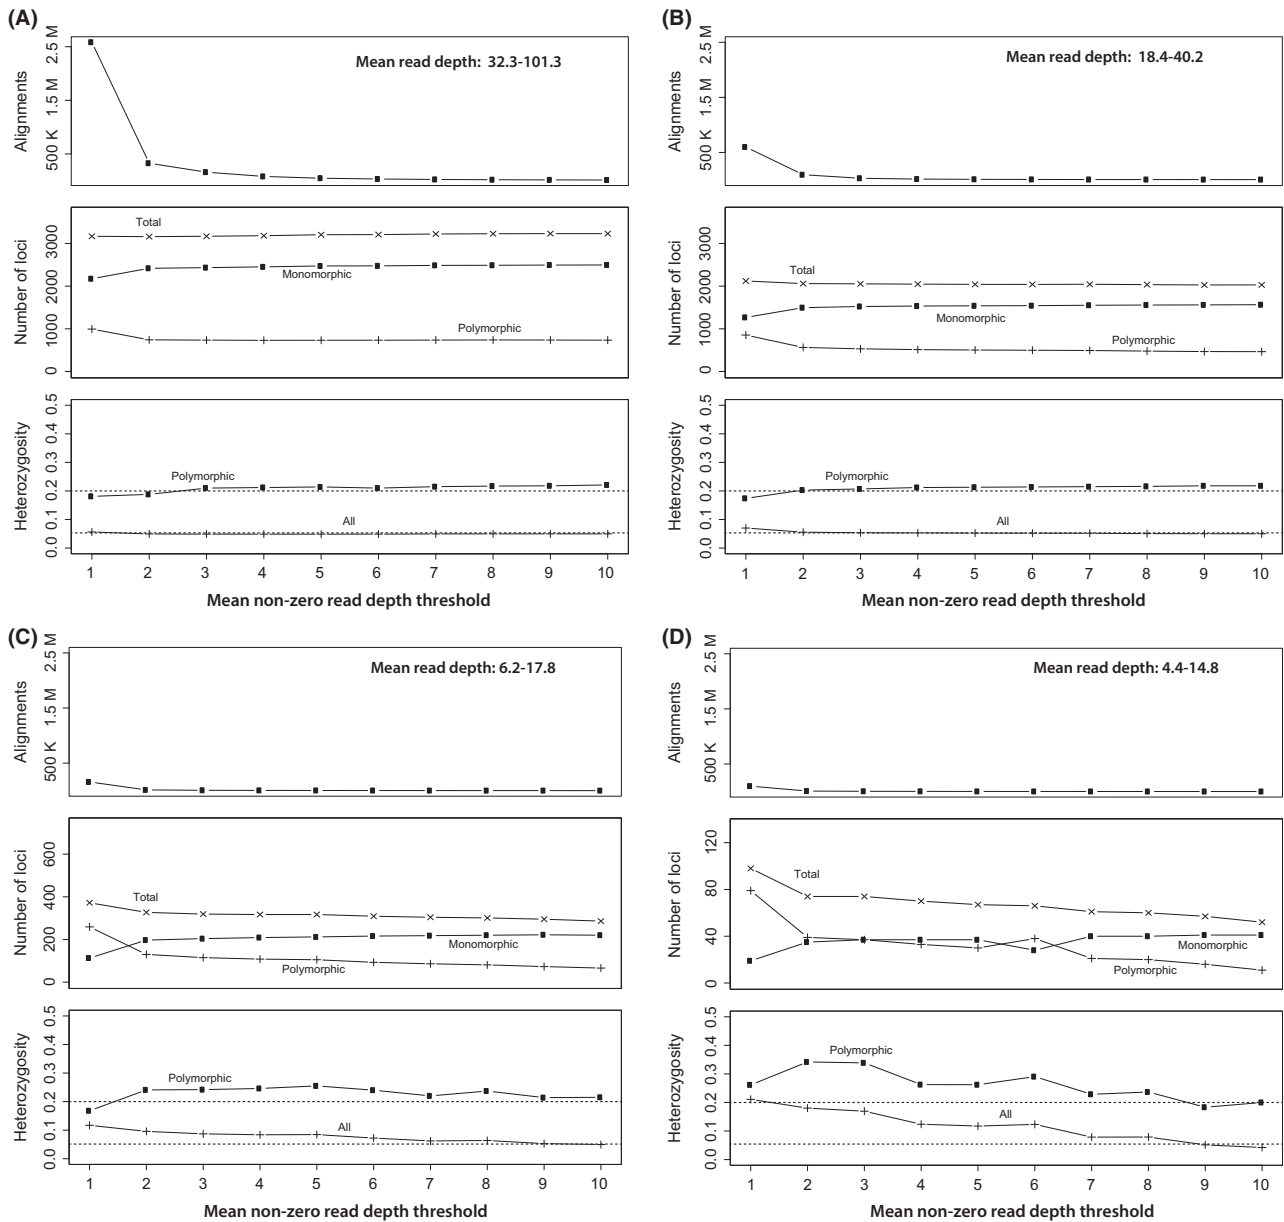 (A)
Alignments
500 K 1.5 M 2.5 M
Mean read depth: 32.3-101.3
Number of loci
0 1000 2000 3000
Total
Monomorphic
Polymorphic
Heterozygosity
0.0 0.1 0.2 0.3 0.4 0.5
Polymorphic
All
1 2 3 4 5 6 7 8 9 10
Mean non-zero read depth threshold
(B)
Alignments
500 K 1.5 M 2.5 M
Mean read depth: 18.4-40.2
Number of loci
0 1000 2000 3000
Total
Monomorphic
Polymorphic
Heterozygosity
0.0 0.1 0.2 0.3 0.4 0.5
Polymorphic
All
1 2 3 4 5 6 7 8 9 10
Mean non-zero read depth threshold
(C)
Alignments
500 K 1.5 M 2.5 M
Mean read depth: 6.2-17.8
Number of loci
0 200 400 600
Total
Monomorphic
Polymorphic
Heterozygosity
0.0 0.1 0.2 0.3 0.4 0.5
Polymorphic
All
1 2 3 4 5 6 7 8 9 10
Mean non-zero read depth threshold
(D)
Alignments
500 K 1.5 M 2.5 M
Mean read depth: 4.4-14.8
Number of loci
0 40 80 120
Total
Monomorphic
Polymorphic
Heterozygosity
0.0 0.1 0.2 0.3 0.4 0.5
Polymorphic
All
1 2 3 4 5 6 7 8 9 10
Mean non-zero read depth threshold